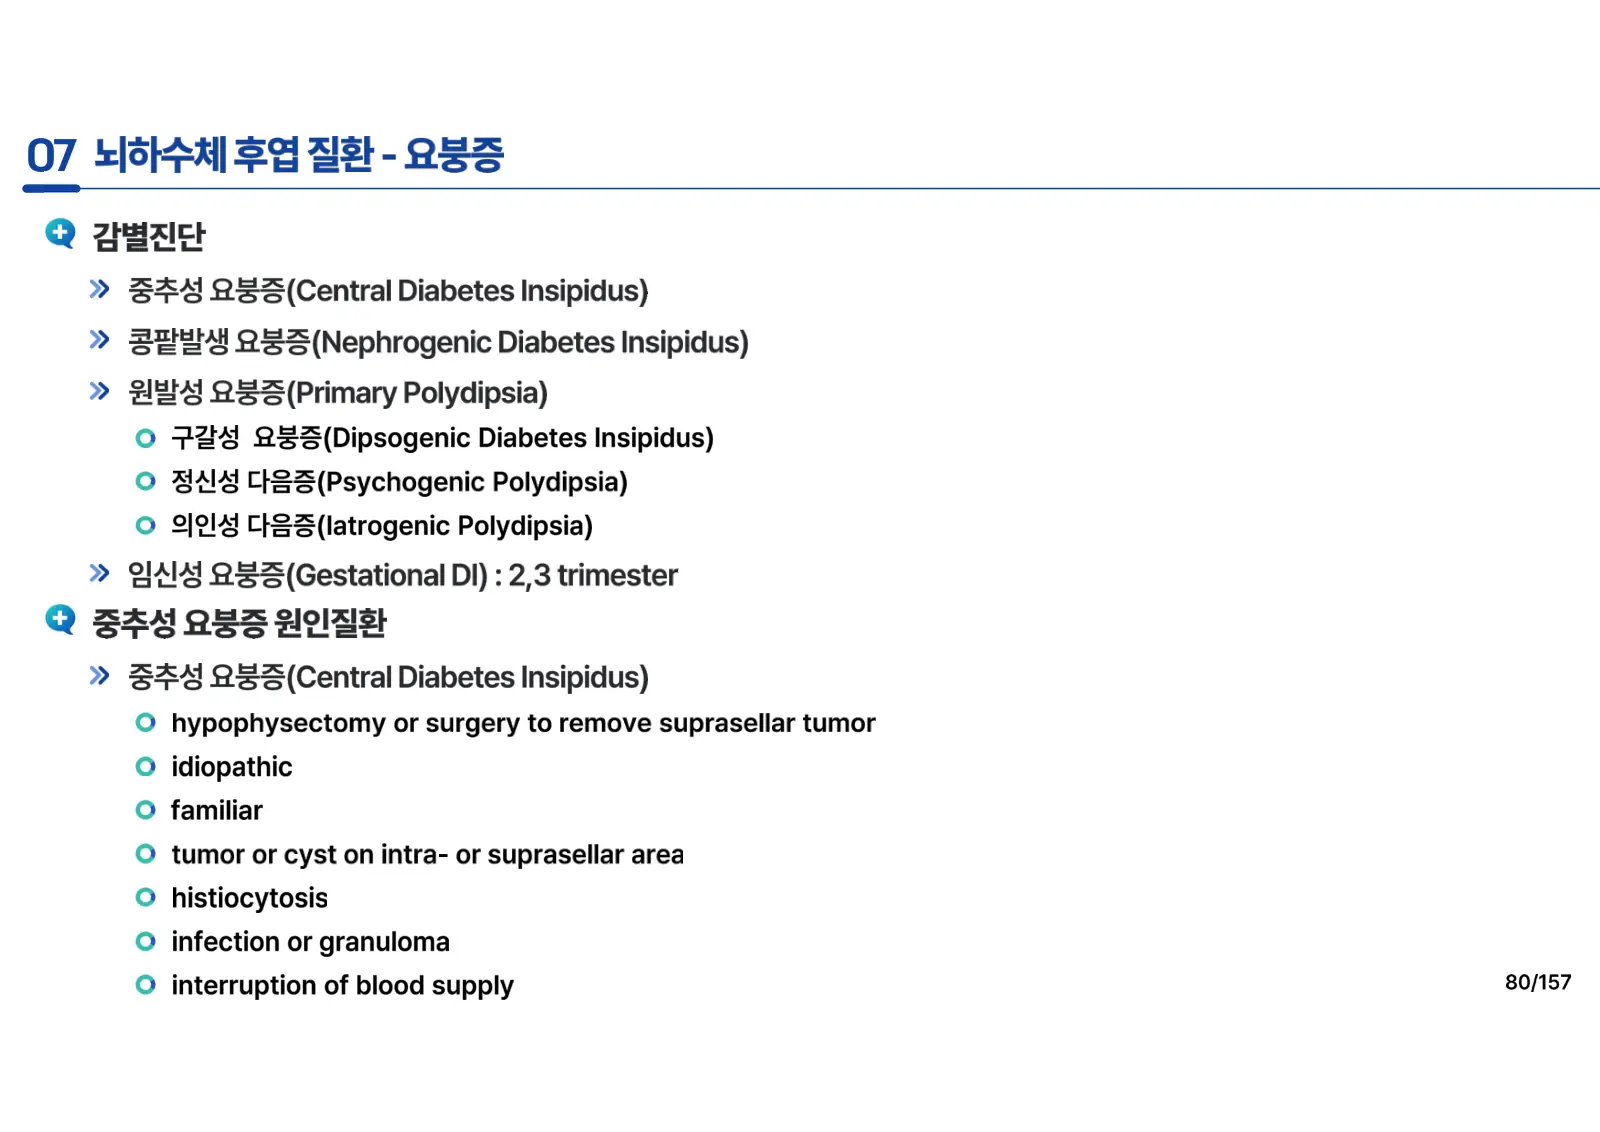 07 뇌하수체 후엽 질환 - 요붕증
감별진단
중추성 요붕증(Central Diabetes Insipidus)
콩팥발생 요붕증(Nephrogenic Diabetes Insipidus)
원발성 요붕증(Primary Polydipsia)
구갈성 요붕증(Dipsogenic Diabetes Insipidus)
정신성 다음증(Psychogenic Polydipsia)
의인성 다음증(Iatrogenic Polydipsia)
임신성 요붕증(Gestational DI) : 2,3 trimester
중추성 요붕증 원인질환
중추성 요붕증(Central Diabetes Insipidus)
hypophysectomy or surgery to remove suprasellar tumor
idiopathic
familiar
tumor or cyst on intra- or suprasellar area
histiocytosis
infection or granuloma
interruption of blood supply
80/157